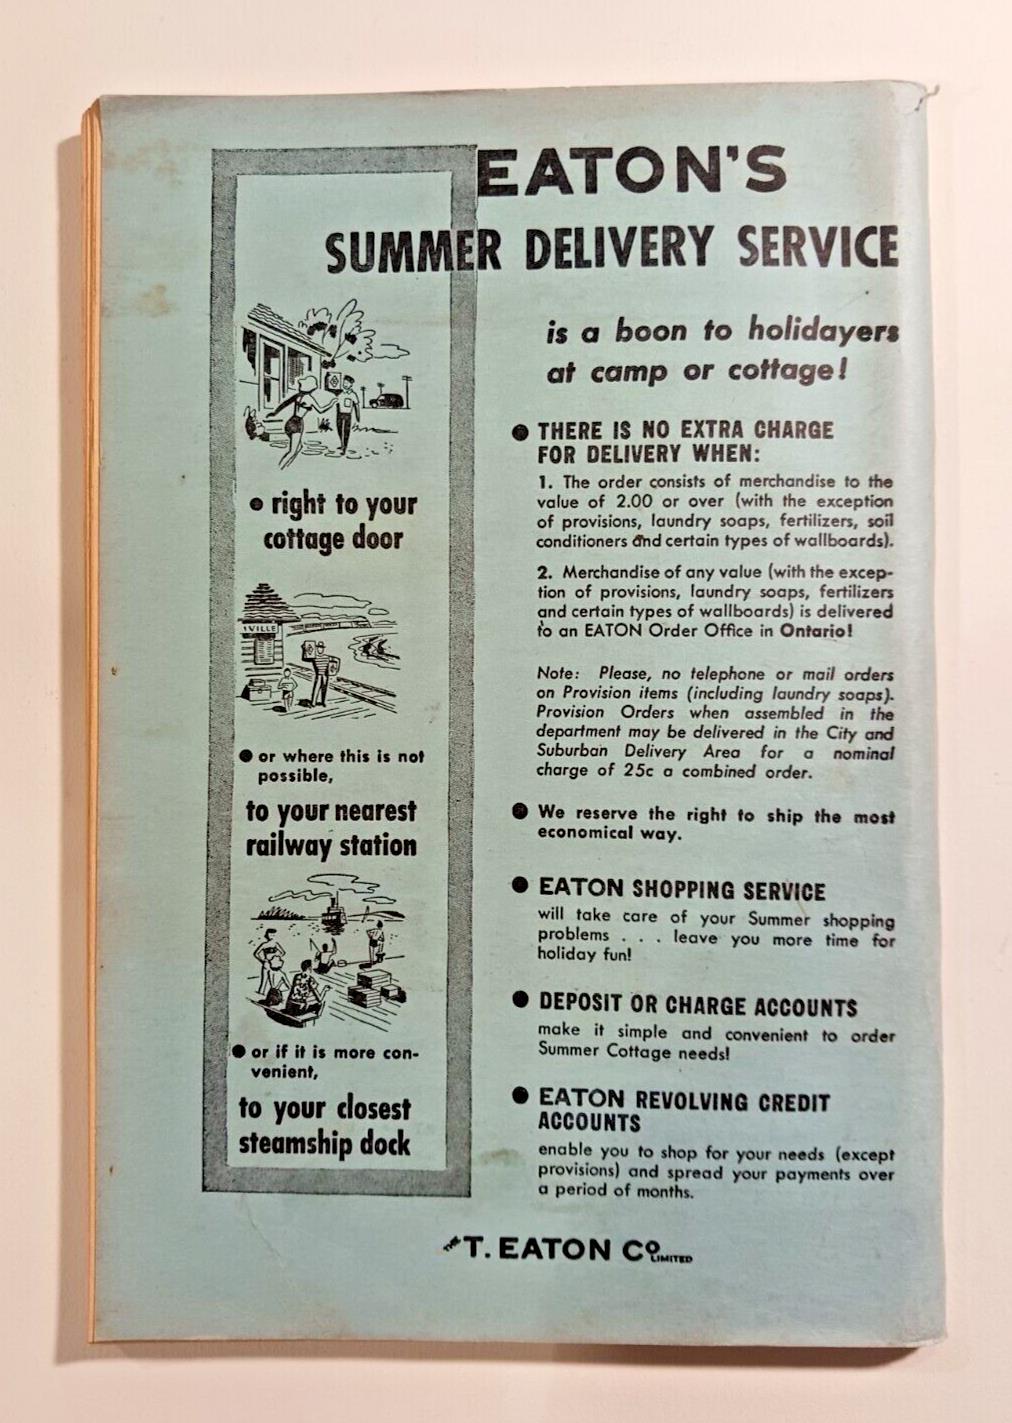 EATON'S
SUMMER DELIVERY SERVICE
is a boon to holidayers
at camp or cottage!
VILLE
● right to your
cottage door
● or where this is not
possible,
to your nearest
railway station
● or if it is more con-
venient,
to your closest
steamship dock
● THERE IS NO EXTRA CHARGE
FOR DELIVERY WHEN:
1. The order consists of merchandise to the
value of 2.00 or over (with the exception
of provisions, laundry soaps, fertilizers, soil
conditioners and certain types of wallboards).
2. Merchandise of any value (with the excep-
tion of provisions, laundry soaps, fertilizers
and certain types of wallboards) is delivered
to an EATON Order Office in Ontario!
Note: Please, no telephone or mail orders
on Provision items (including laundry soaps).
Provision Orders when assembled in the
department may be delivered in the City and
Suburban Delivery Area for a nominal
charge of 25c a combined order.
● We reserve the right to ship the most
economical way.
● EATON SHOPPING SERVICE
will take care of your Summer shopping
problems . . . leave you more time for
holiday fun!
● DEPOSIT OR CHARGE ACCOUNTS
make it simple and convenient to order
Summer Cottage needs!
● EATON REVOLVING CREDIT
ACCOUNTS
enable you to shop for your needs (except
provisions) and spread your payments over
a period of months.
THE T. EATON CO LIMITED